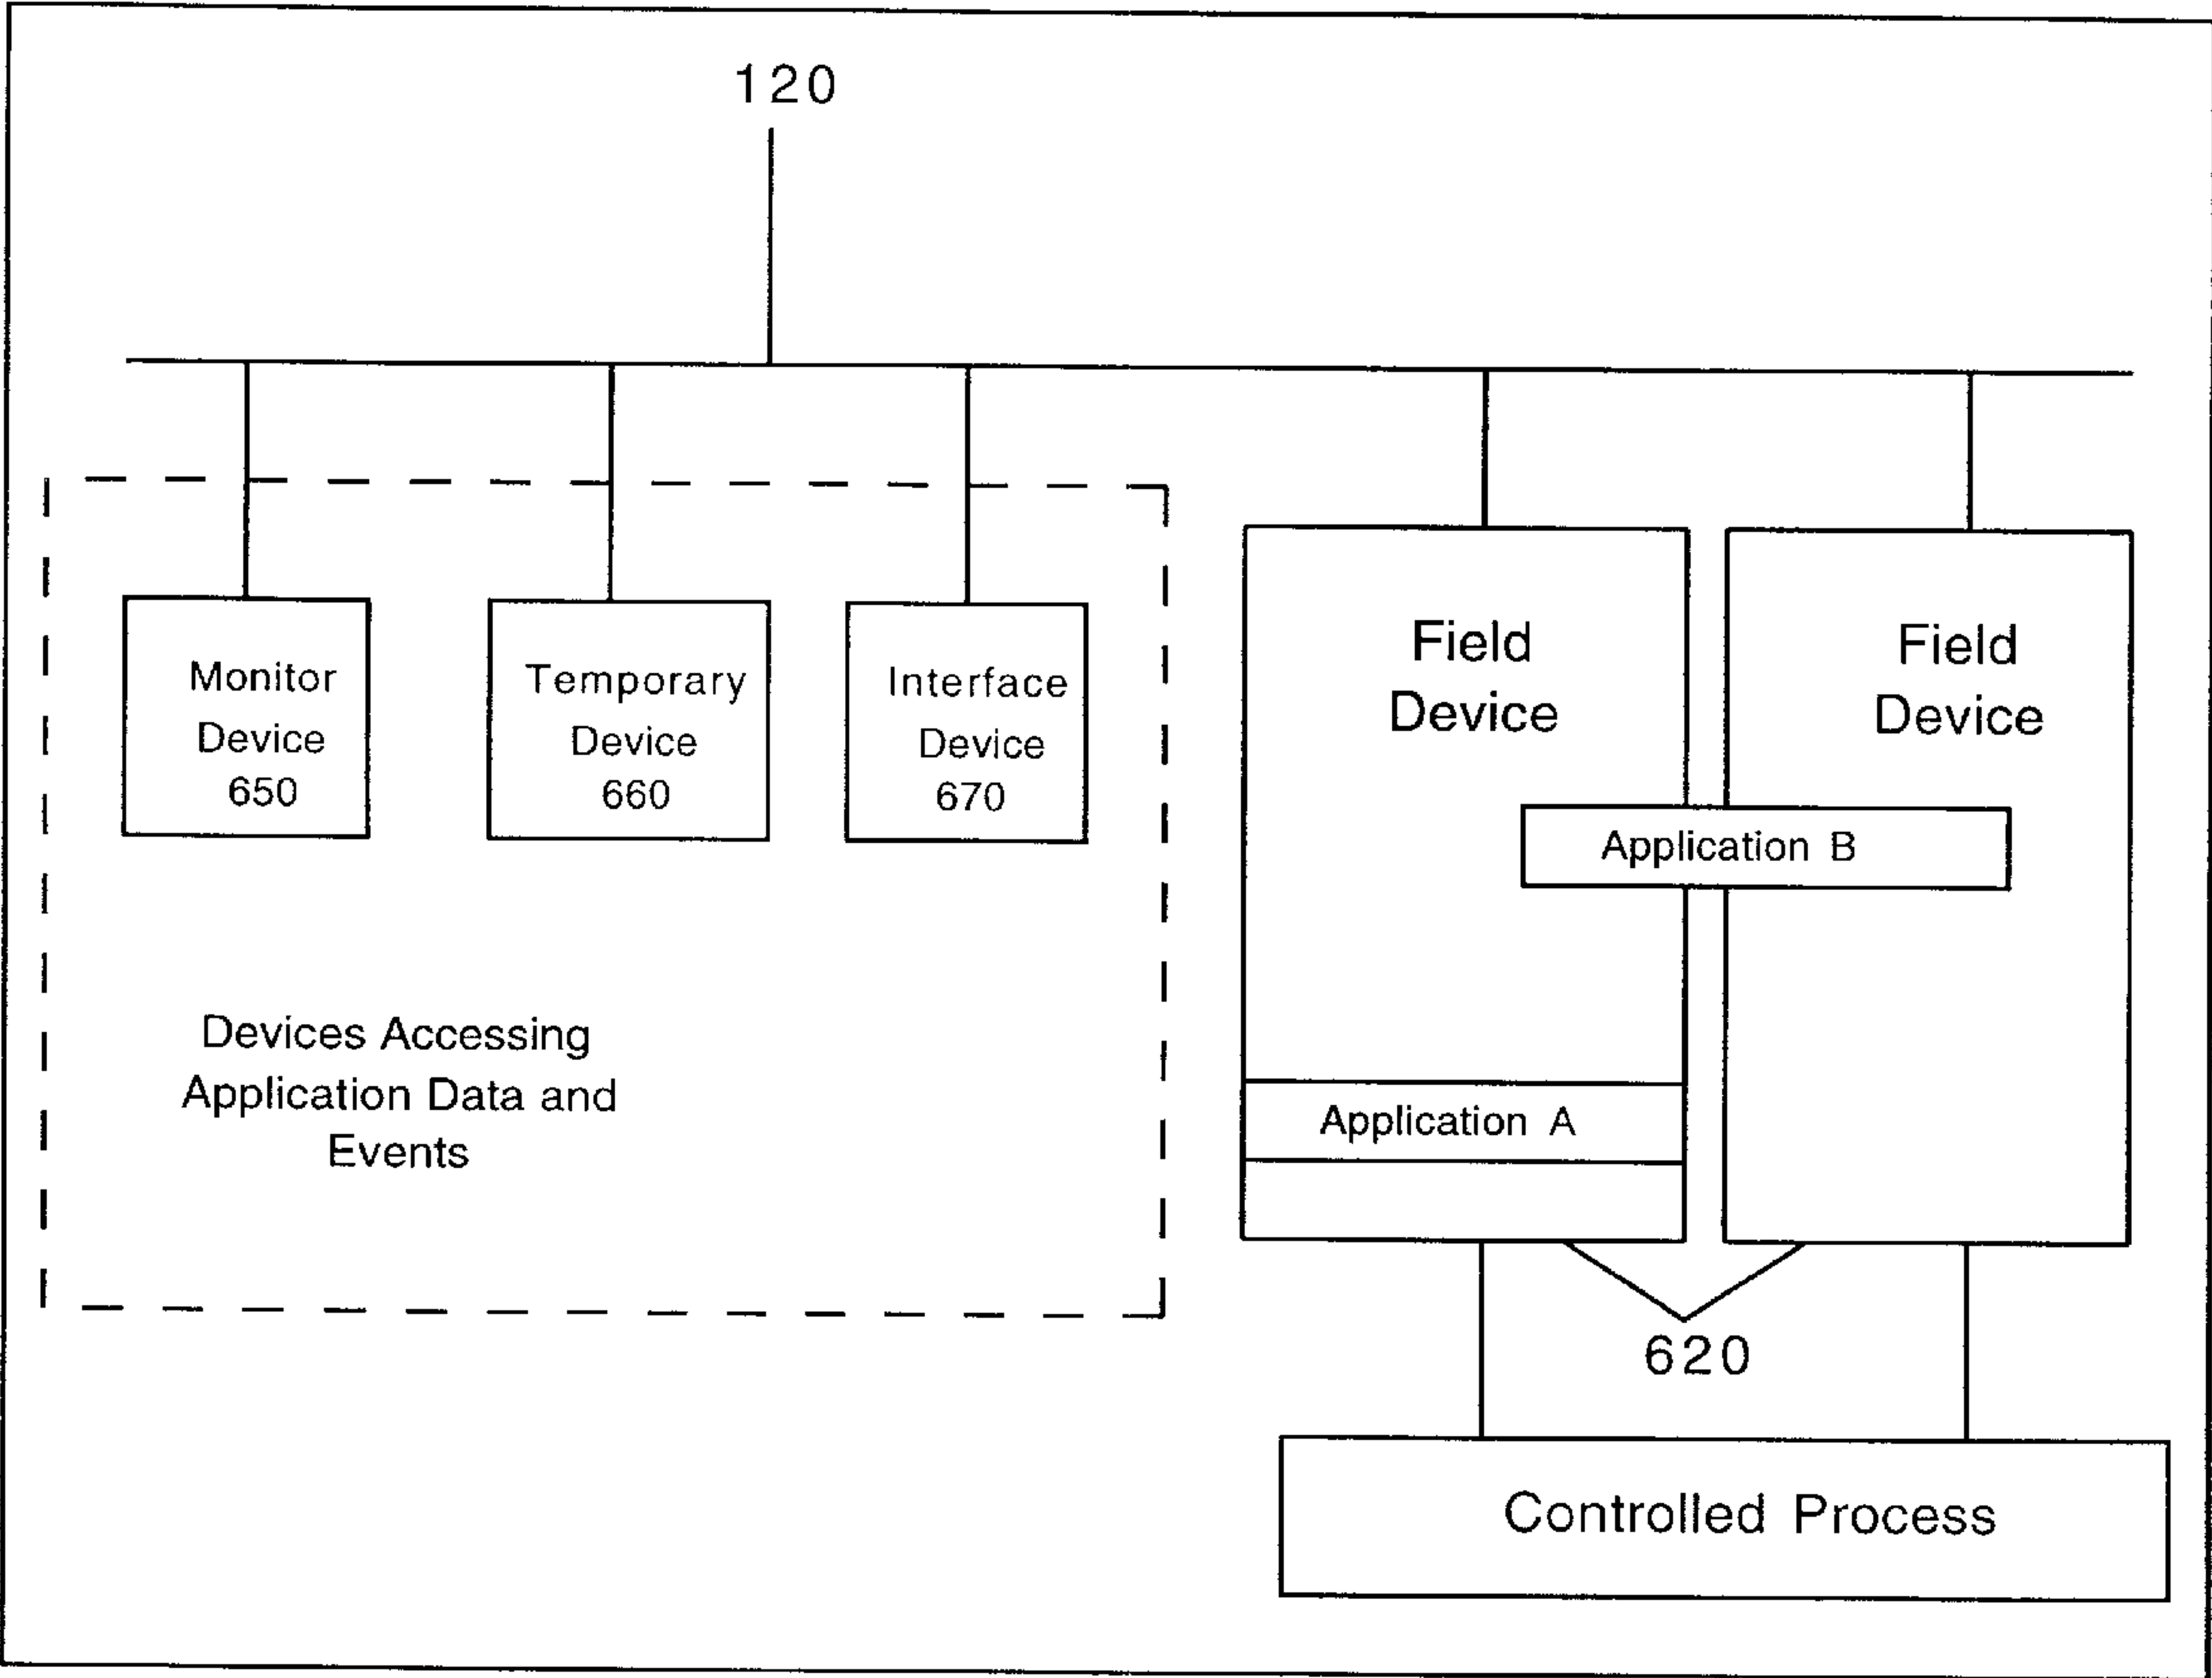 120
Monitor
Device
650
Temporary
Device
660
Interface
Device
670
Field
Device
Field
Device
Application B
Devices Accessing
Application Data and
Events
Application A
620
Controlled Process